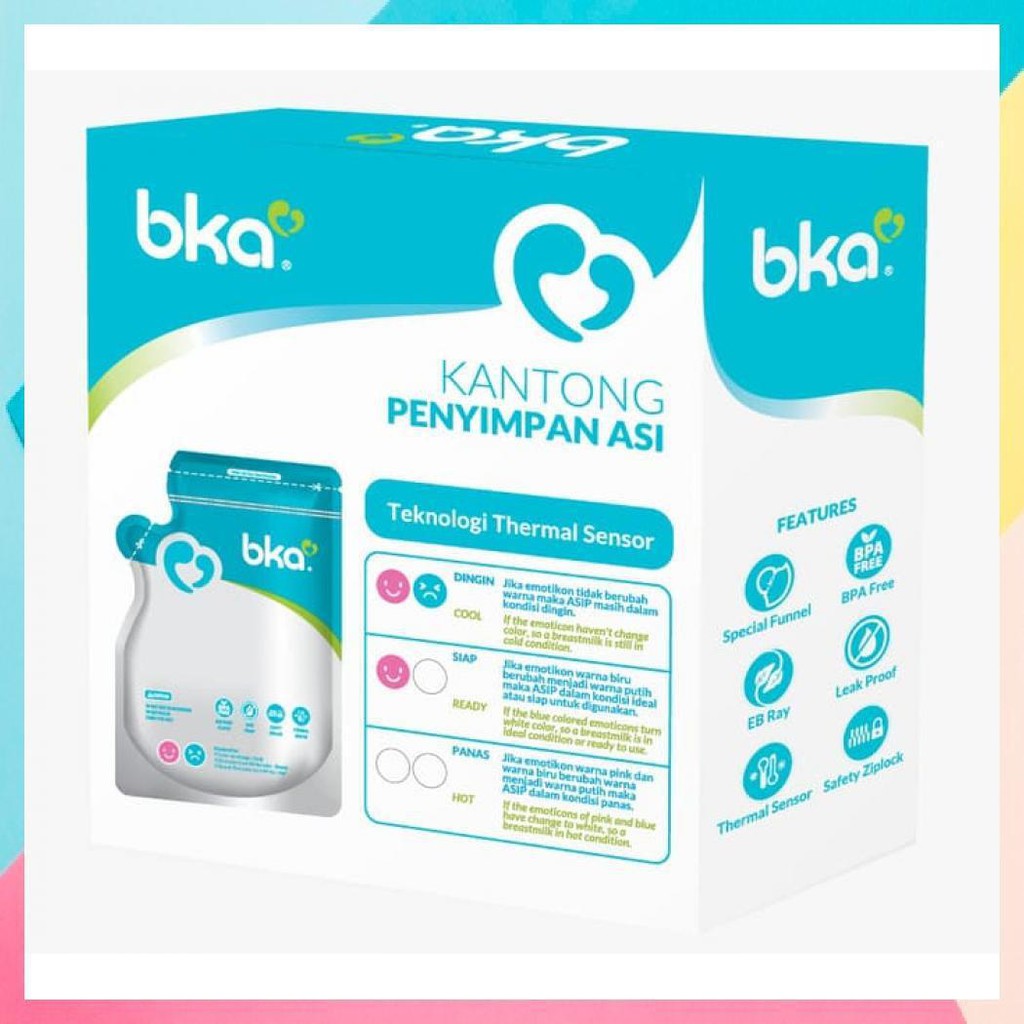 bka.
bka®
KANTONG
PENYIMPAN ASI
bka.
Teknologi Thermal Sensor
DINGIN
COOL
Jika emotikon tidak berubah
warna maka ASIP masih dalam
kondisi dingin.
If the emoticon haven't change
color, so a breastmilk is still in
cold condition.
SIAP
READY
Jika emotikon warna biru
berubah menjadi warna putih
maka ASIP dalam kondisi ideal
atau siap untuk digunakan.
If the blue colored emoticons turn
white color, so a breastmilk is in
ideal condition or ready to use.
PANAS
HOT
Jika emotikon warna pink dan
warna biru berubah warna
menjadi warna putih maka
ASIP dalam kondisi panas.
If the emoticons of pink and blue
have change to white, so a
breastmilk in hot condition.
bka®
FEATURES
Special Funnel
BPA
FREE
BPA Free
EB Ray
Leak Proof
Thermal Sensor
Safety Ziplock